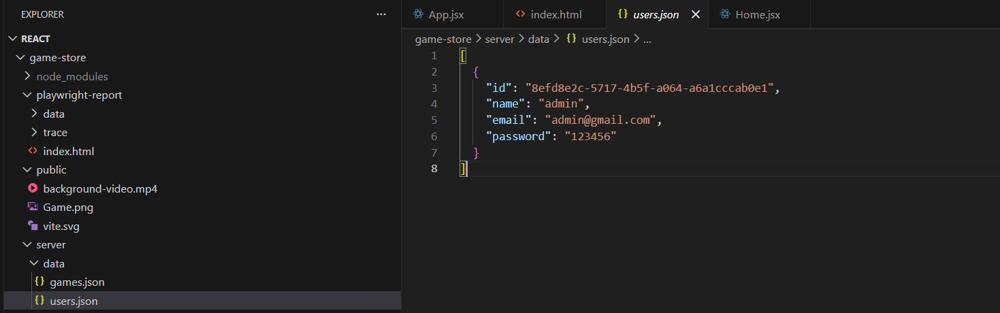 EXPLORER
REACT
game-store
node_modules
playwright-report
data
trace
index.html
public
background-video.mp4
Game.png
vite.svg
server
data
games.json
users.json
App.jsx
index.html
users.json
Home.jsx
game-store > server > data > {} users.json > ...
1 [
2 {
3 "id": "8efd8e2c-5717-4b5f-a064-a6a1cccab0e1",
4 "name": "admin",
5 "email": "admin@gmail.com",
6 "password": "123456"
7 }
8 ]